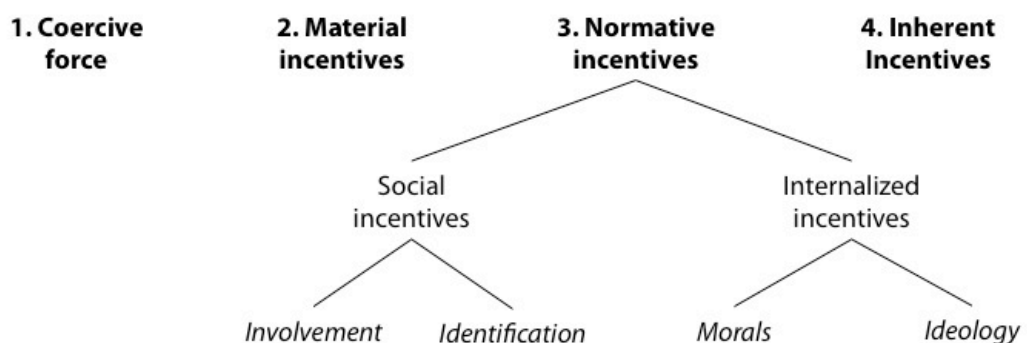 1. Coercive
force
2. Material
incentives
3. Normative
incentives
4. Inherent
Incentives
Social
incentives
Internalized
incentives
Involvement
Identification
Morals
Ideology